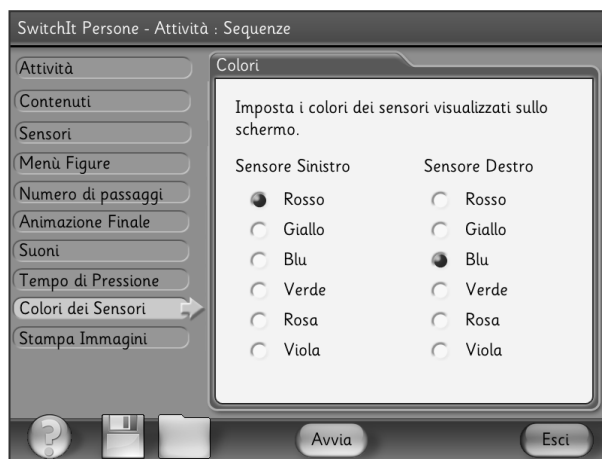 SwitchIt Persone - Attività : Sequenze
Attività
Contenuti
Sensori
Menù Figure
Numero di passaggi
Animazione Finale
Suoni
Tempo di Pressione
Colori dei Sensori
Stampa Immagini
Colori
Imposta i colori dei sensori visualizzati sullo
schermo.
Sensore Sinistro
Rosso
Giallo
Blu
Verde
Rosa
Viola
Sensore Destro
Rosso
Giallo
Blu
Verde
Rosa
Viola
?
Avvia
Esci